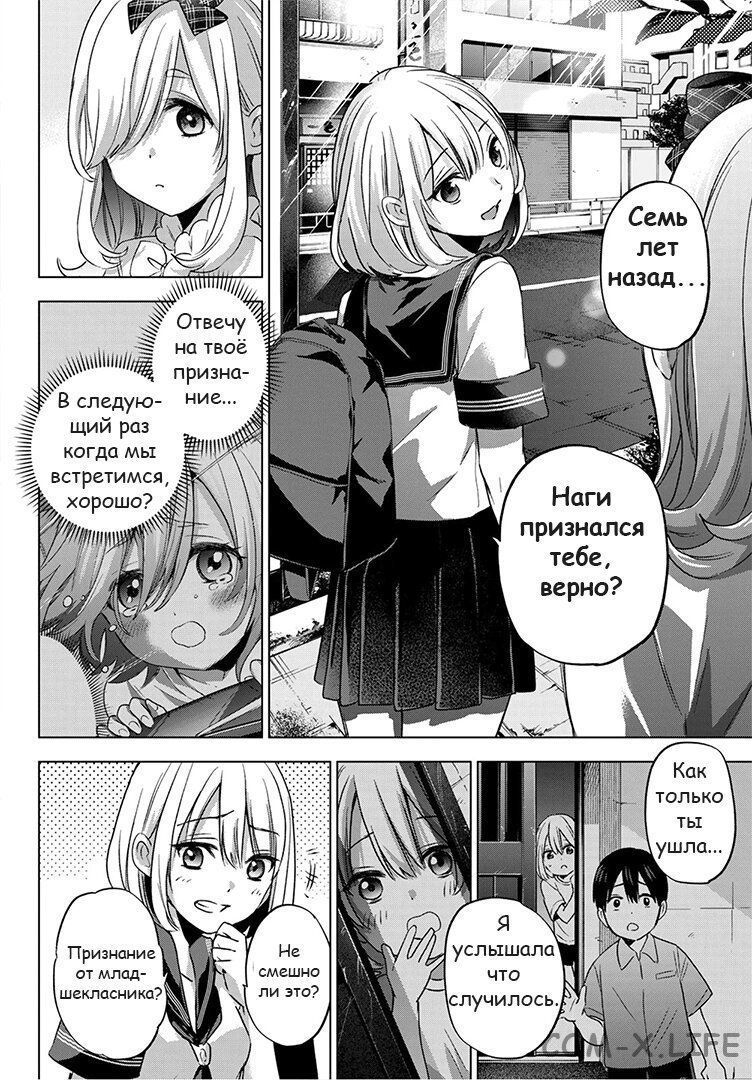 Семь
лет
назад...
Наги
признался
тебе,
верно?
Отвечу
на твоё
призна-
ние...
В следую-
щий раз
когда мы
встретимся,
хорошо?
Как
только
ты
ушла...
Я
услышала
что
случилось..
Не
смешно
ли это?
Признание
от млад-
шекласника?
COM-X.LIFE